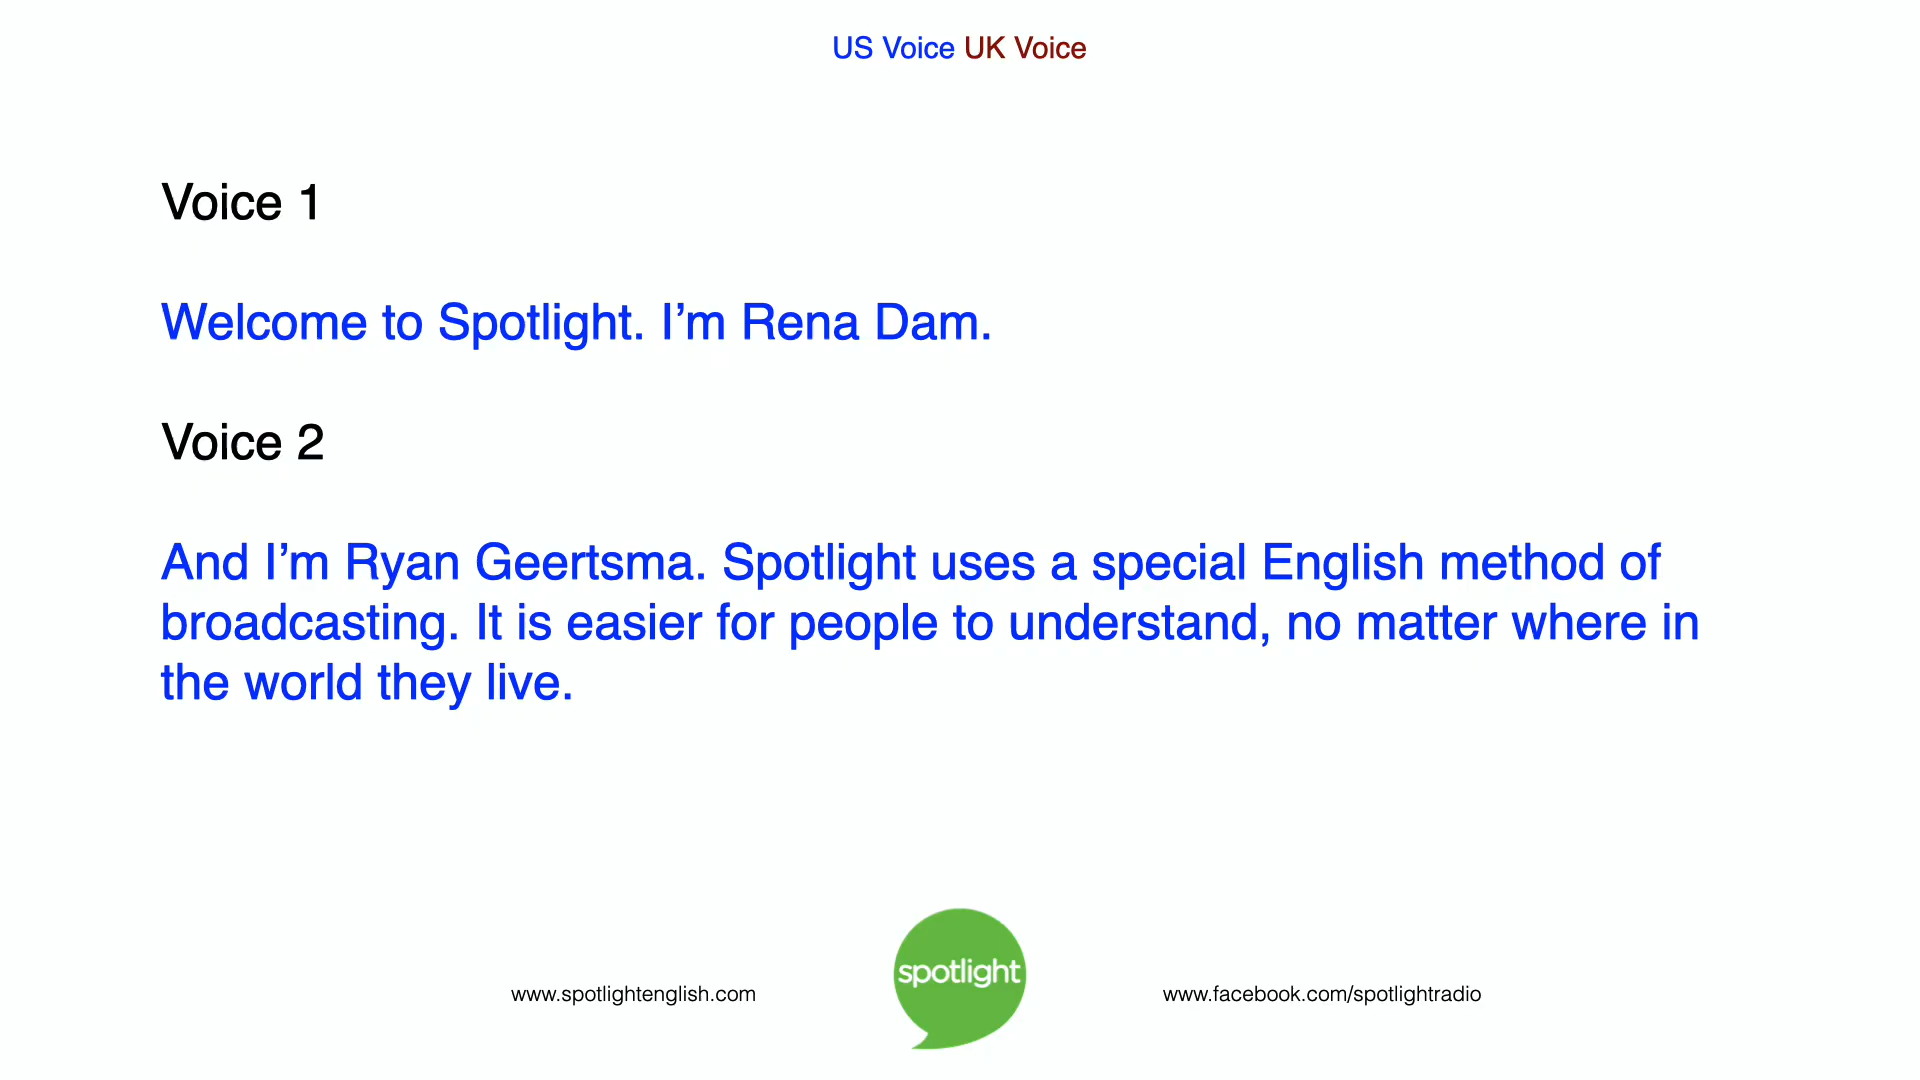 US Voice UK Voice
Voice 1
Welcome to Spotlight. I’m Rena Dam.
Voice 2
And I’m Ryan Geertsma. Spotlight uses a special English method of
broadcasting. It is easier for people to understand, no matter where in
the world they live.
www.spotlightenglish.com
spotlight
www.facebook.com/spotlightradio